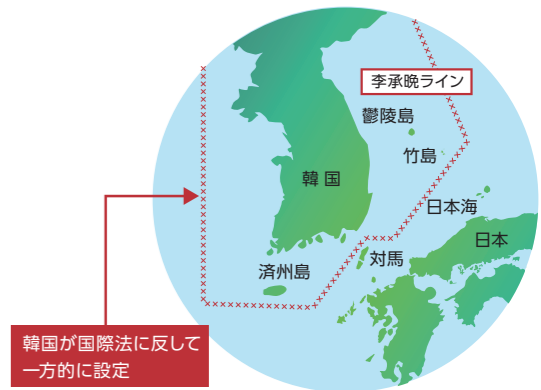 李承晩ライン
鬱陵島
竹島
韓国
日本海
日本
対馬
済州島
韓国が国際法に反して
一方的に設定